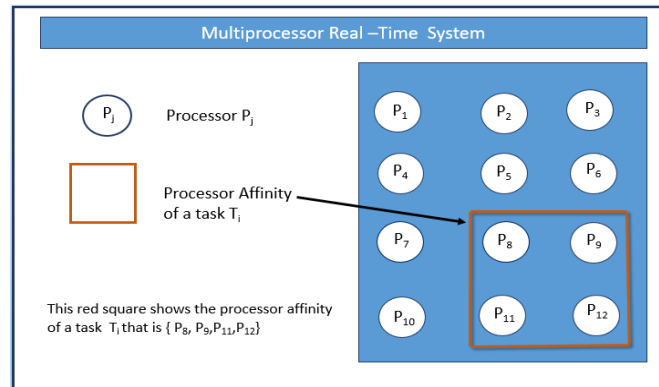 Multiprocessor Real –Time System
P₁ P₂ P₃
Pⱼ Processor Pⱼ
P₄ P₅ P₆
Processor Affinity
of a task Tᵢ
P₇ P₈ P₉
This red square shows the processor affinity
of a task Tᵢ that is { P₈, P₉,P₁₁,P₁₂}
P₁₀ P₁₁ P₁₂